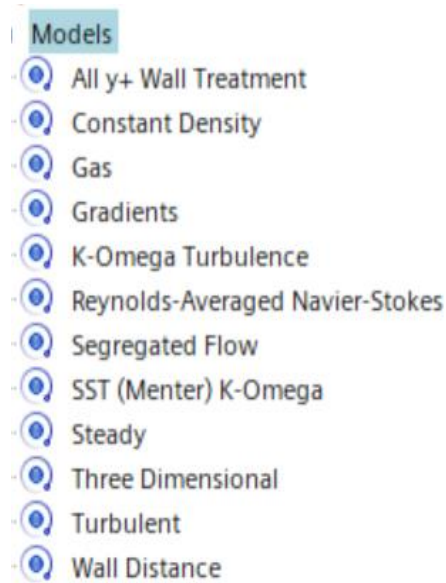 Models
All y+ Wall Treatment
Constant Density
Gas
Gradients
K-Omega Turbulence
Reynolds-Averaged Navier-Stokes
Segregated Flow
SST (Menter) K-Omega
Steady
Three Dimensional
Turbulent
Wall Distance